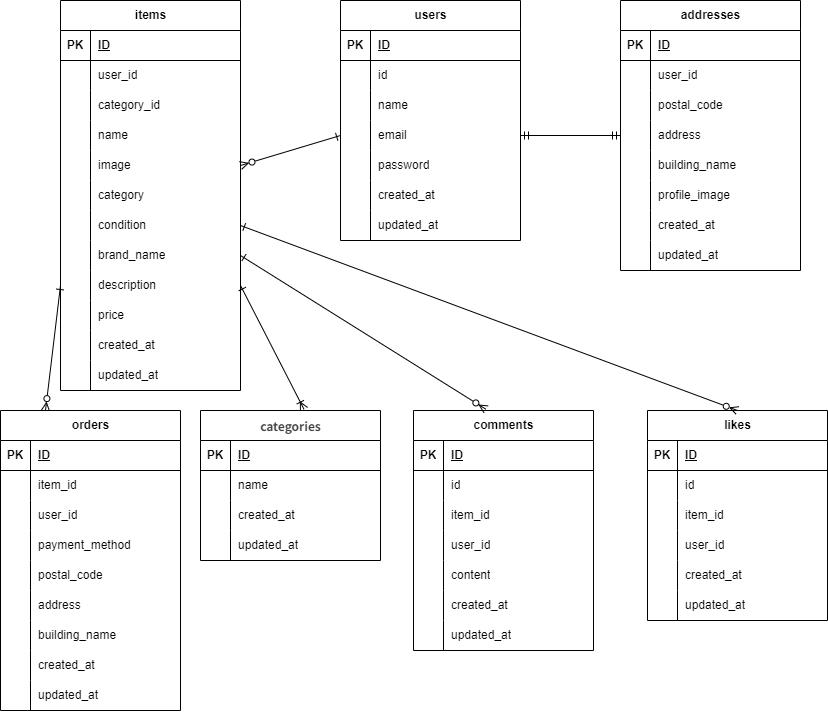 items
PK ID
user_id
category_id
name
image
category
condition
brand_name
description
price
created_at
updated_at
users
PK ID
id
name
email
password
created_at
updated_at
addresses
PK ID
user_id
postal_code
address
building_name
profile_image
created_at
updated_at
orders
PK ID
item_id
user_id
payment_method
postal_code
address
building_name
created_at
updated_at
categories
PK ID
name
created_at
updated_at
comments
PK ID
id
item_id
user_id
content
created_at
updated_at
likes
PK ID
id
item_id
user_id
created_at
updated_at